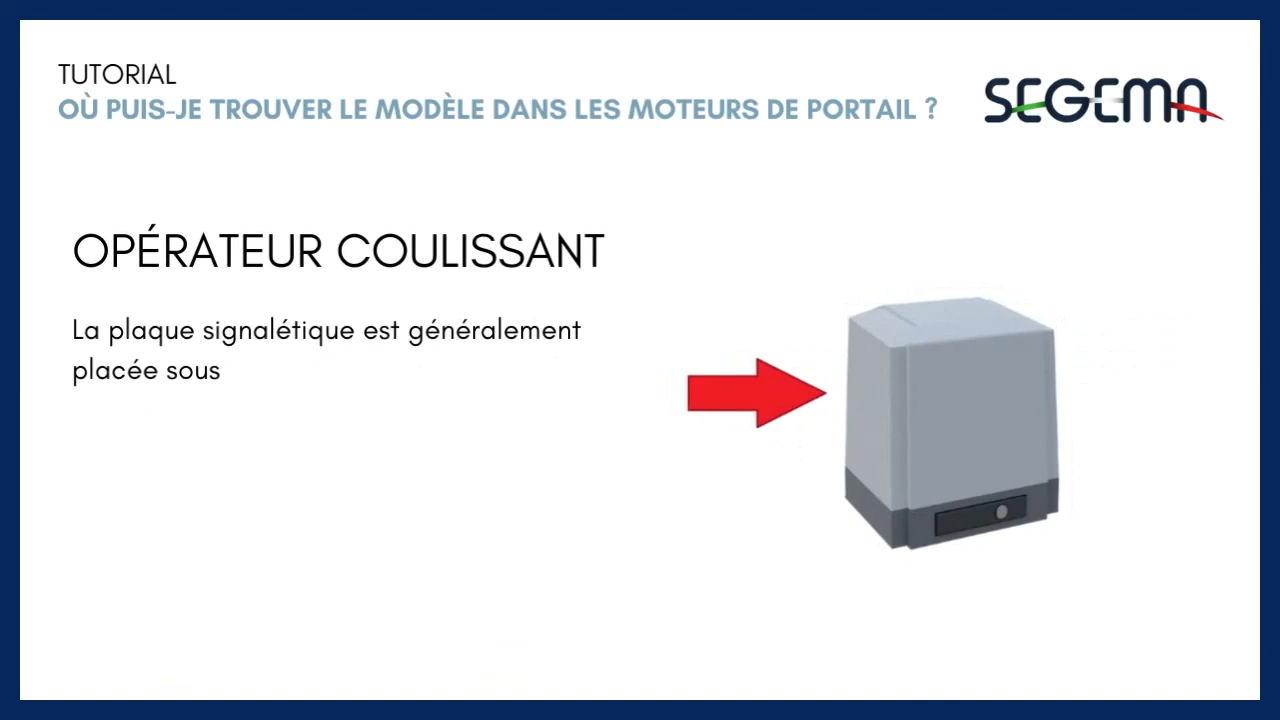 TUTORIAL
OÙ PUIS-JE TROUVER LE MODÈLE DANS LES MOTEURS DE PORTAIL ?
SEGEMA
OPÉRATEUR COULISSANT
La plaque signalétique est généralement
placée sous